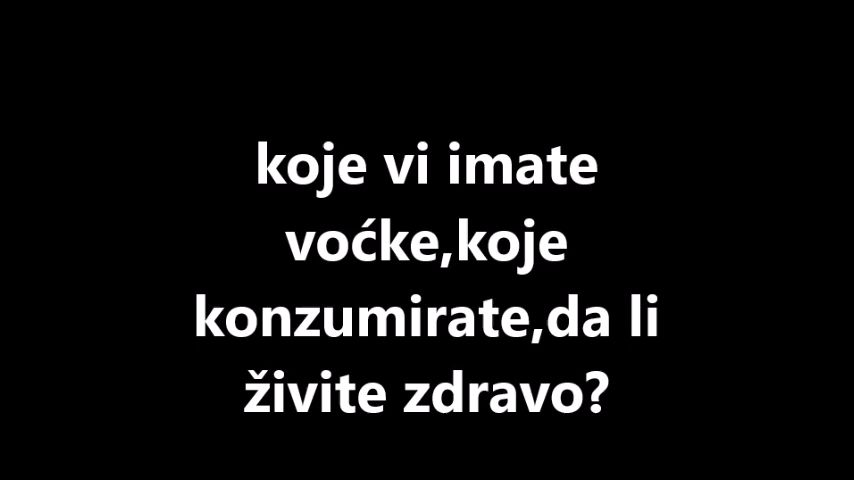 koje vi imate
voćke,koje
konzumirate,da li
živite zdravo?